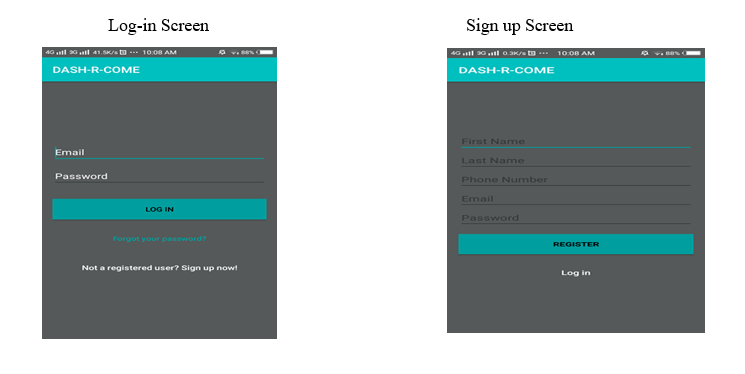 Log-in Screen
Sign up Screen
4G 3G 41.5K/s ··· 10:08 AM 88%
DASH-R-COME
Email
Password
LOG IN
Forgot your password?
Not a registered user? Sign up now!
4G 3G 0.3K/s ··· 10:08 AM 88%
DASH-R-COME
First Name
Last Name
Phone Number
Email
Password
REGISTER
Log in